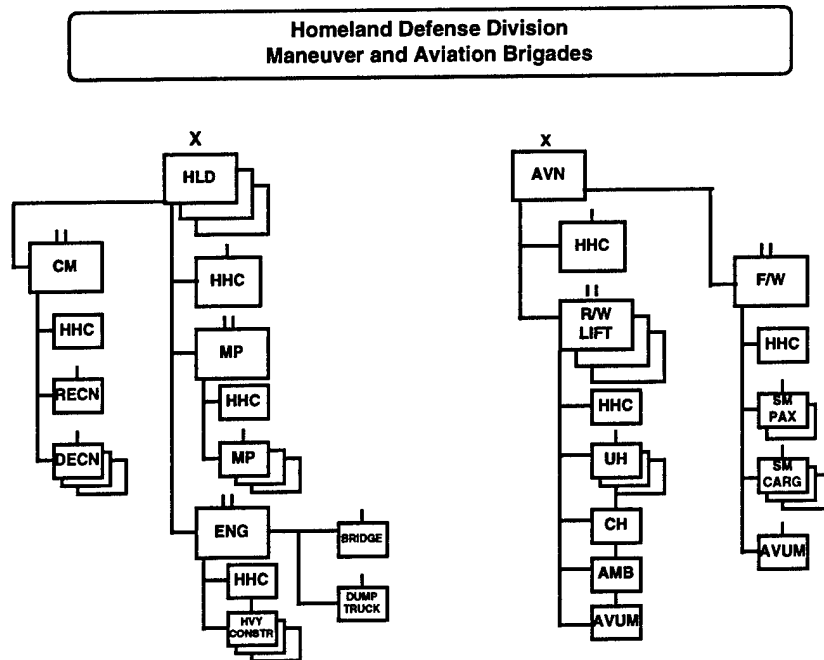 Homeland Defense Division
Maneuver and Aviation Brigades
X
HLD
II
CM
HHC
I
RECN
I
DECN
I
HHC
II
MP
HHC
I
MP
II
ENG
HHC
I
HVY
CONSTR
I
BRIDGE
I
DUMP
TRUCK
X
AVN
I
HHC
II
R/W
LIFT
HHC
I
UH
CH
AMB
AVUM
II
F/W
HHC
I
SM
PAX
I
SM
CARG
I
AVUM